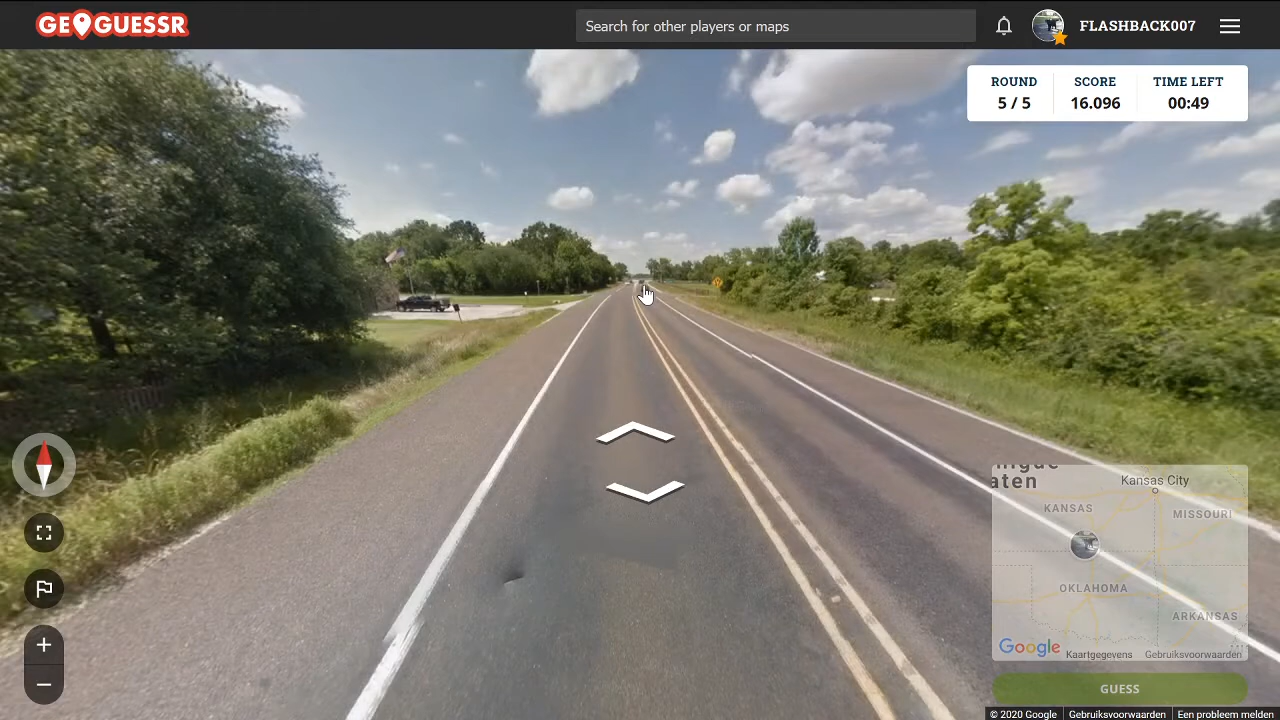 GEOGUESSR
Search for other players or maps
FLASHBACK007
ROUND
5 / 5
SCORE
16.096
TIME LEFT
00:49
aten
Kansas City
KANSAS
MISSOURI
OKLAHOMA
ARKANSAS
Google
Kaartgegevens
Gebruiksvoorwaarden
+
−
GUESS
© 2020 Google
Gebruiksvoorwaarden
Een probleem melden